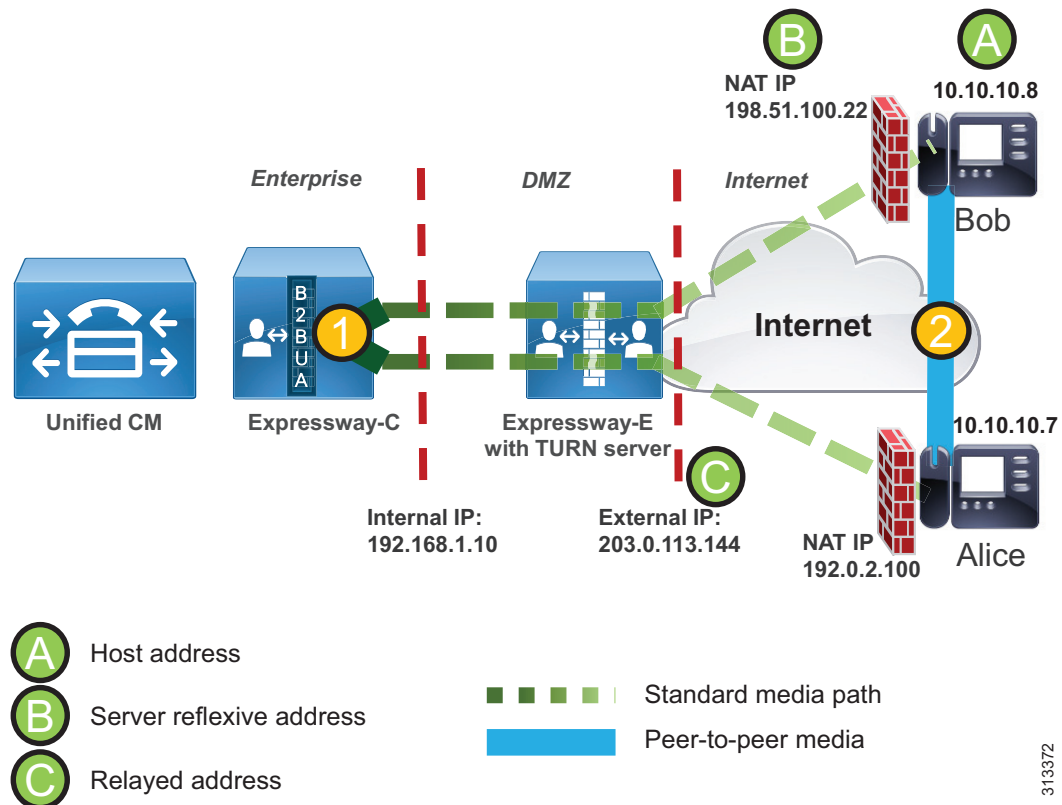 B
A
NAT IP
198.51.100.22
10.10.10.8
Enterprise
DMZ
Internet
Bob
B
2
B
U
A
1
Internet
2
Unified CM
Expressway-C
Expressway-E
with TURN server
10.10.10.7
C
Internal IP:
192.168.1.10
External IP:
203.0.113.144
NAT IP
192.0.2.100
Alice
A
Host address
B
Server reflexive address
C
Relayed address
Standard media path
Peer-to-peer media
313372